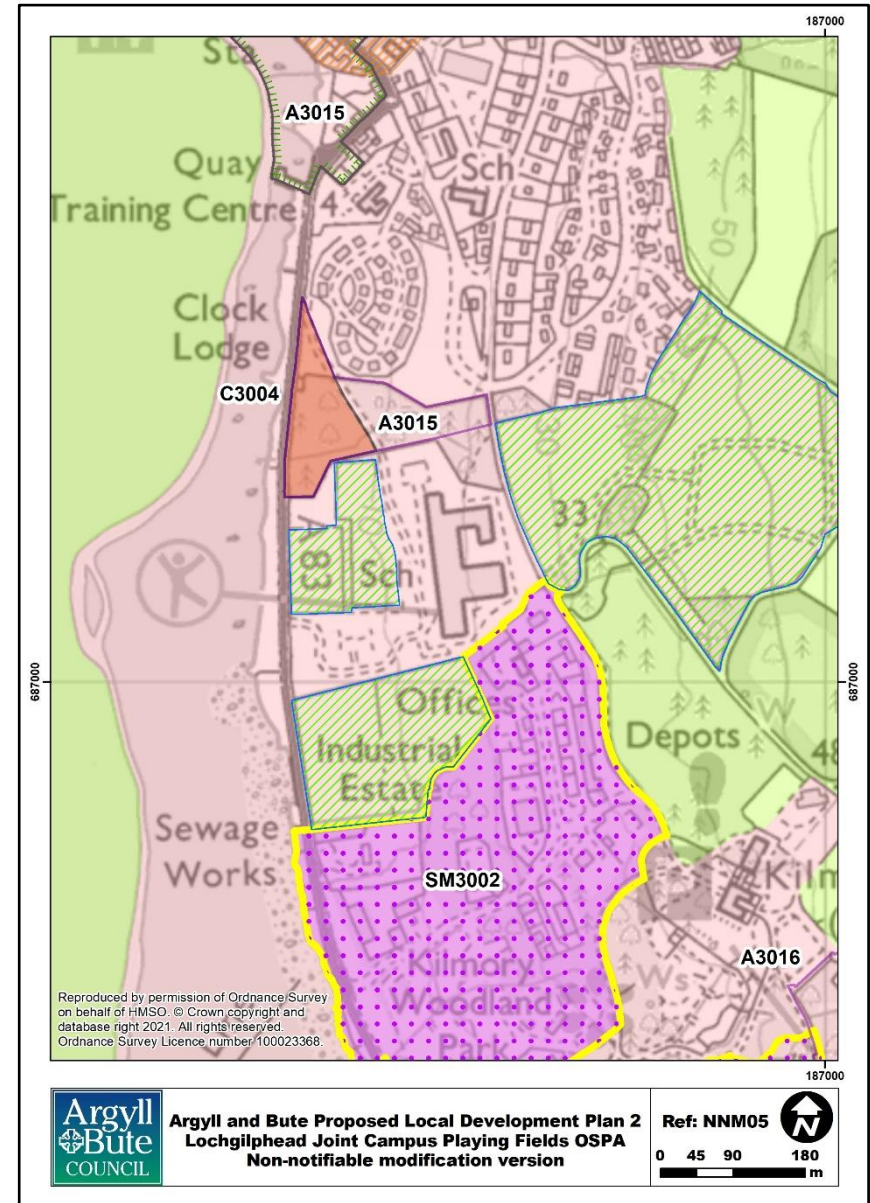 187000
Sta
A3015
Quay
Sch
Training Centre
4
50
Clock
Lodge
C3004
A3015
30
33
A 83
Sch
687000
687000
Offices
Industrial
Estate
Depots
W
48
Sewage
Works
SM3002
Kilm
A3016
Kilmory
Woodland
Park
W
Reproduced by permission of Ordnance Survey
on behalf of HMSO. © Crown copyright and
database right 2021. All rights reserved.
Ordnance Survey Licence number 100023368.
187000
Argyll
&Bute
COUNCIL
Argyll and Bute Proposed Local Development Plan 2
Lochgilphead Joint Campus Playing Fields OSPA
Non-notifiable modification version
Ref: NNM05
N
0 45 90 180
m